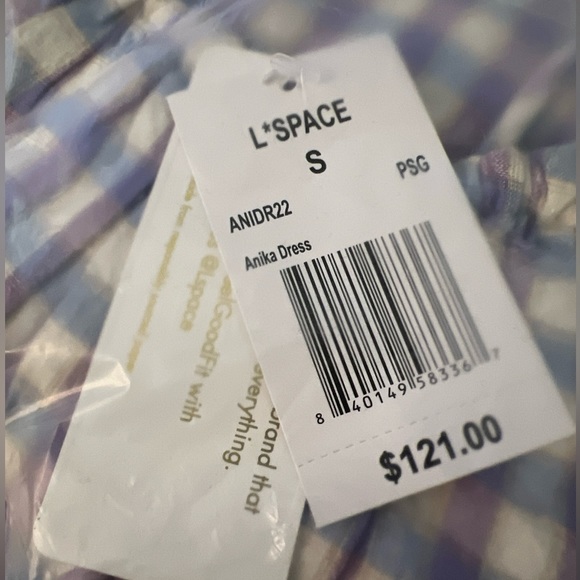 L*SPACE
S
PSG
ANIDR22
Anika Dress
8 40149 58336 7
$121.00
brand that
everything.
GoodFit with
@Lspace